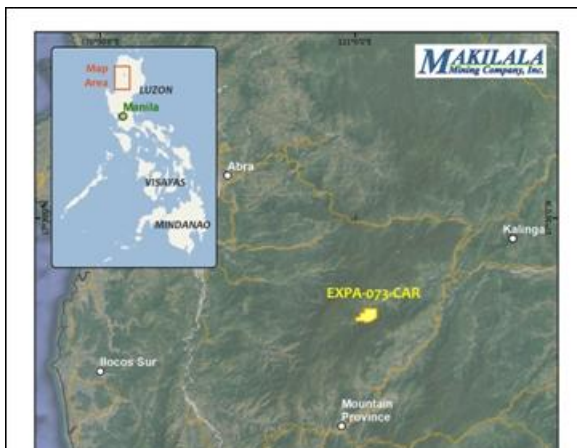 MAKILALA
Mining Company, Inc.
Map
Area
LUZON
Manila
VISAYAS
MINDANAO
Abra
Kalinga
EXPA-073-CAR
Ilocos Sur
Mountain
Province